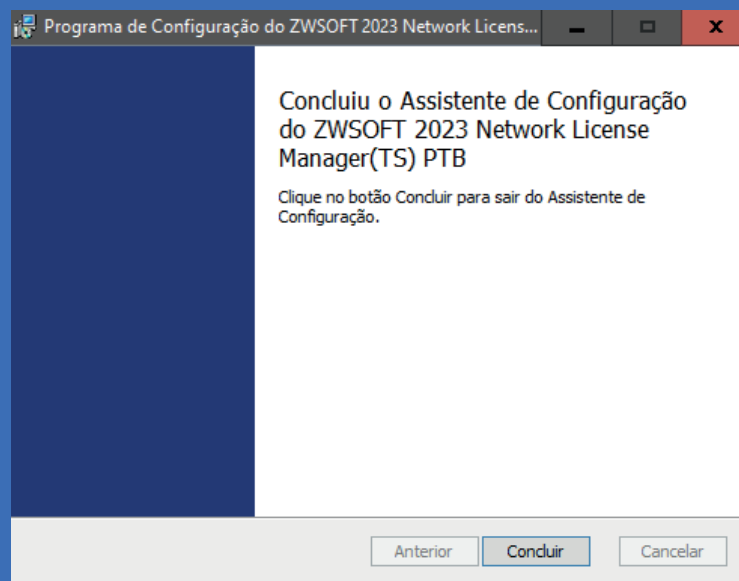 Programa de Configuração do ZWSOFT 2023 Network Licens...
Concluiu o Assistente de Configuração
do ZWSOFT 2023 Network License
Manager(TS) PTB
Clique no botão Concluir para sair do Assistente de
Configuração.
Anterior Concluir Cancelar